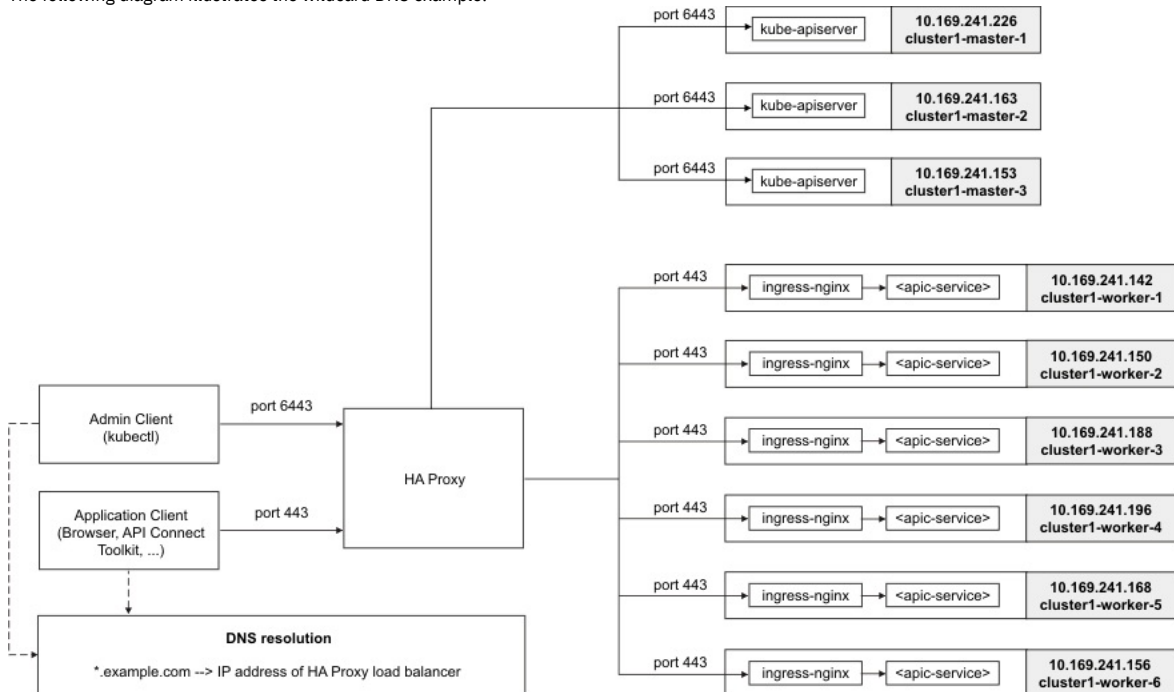 The following diagram illustrates the wildcard DNS example.
port 6443
kube-apiserver
10.169.241.226
cluster1-master-1
port 6443
kube-apiserver
10.169.241.163
cluster1-master-2
port 6443
kube-apiserver
10.169.241.153
cluster1-master-3
port 443
ingress-nginx
<apic-service>
10.169.241.142
cluster1-worker-1
port 443
ingress-nginx
<apic-service>
10.169.241.150
cluster1-worker-2
port 443
ingress-nginx
<apic-service>
10.169.241.188
cluster1-worker-3
port 443
ingress-nginx
<apic-service>
10.169.241.196
cluster1-worker-4
port 443
ingress-nginx
<apic-service>
10.169.241.168
cluster1-worker-5
port 443
ingress-nginx
<apic-service>
10.169.241.156
cluster1-worker-6
Admin Client
(kubectl)
port 6443
HA Proxy
Application Client
(Browser, API Connect
Toolkit, ...)
port 443
DNS resolution
*.example.com --> IP address of HA Proxy load balancer